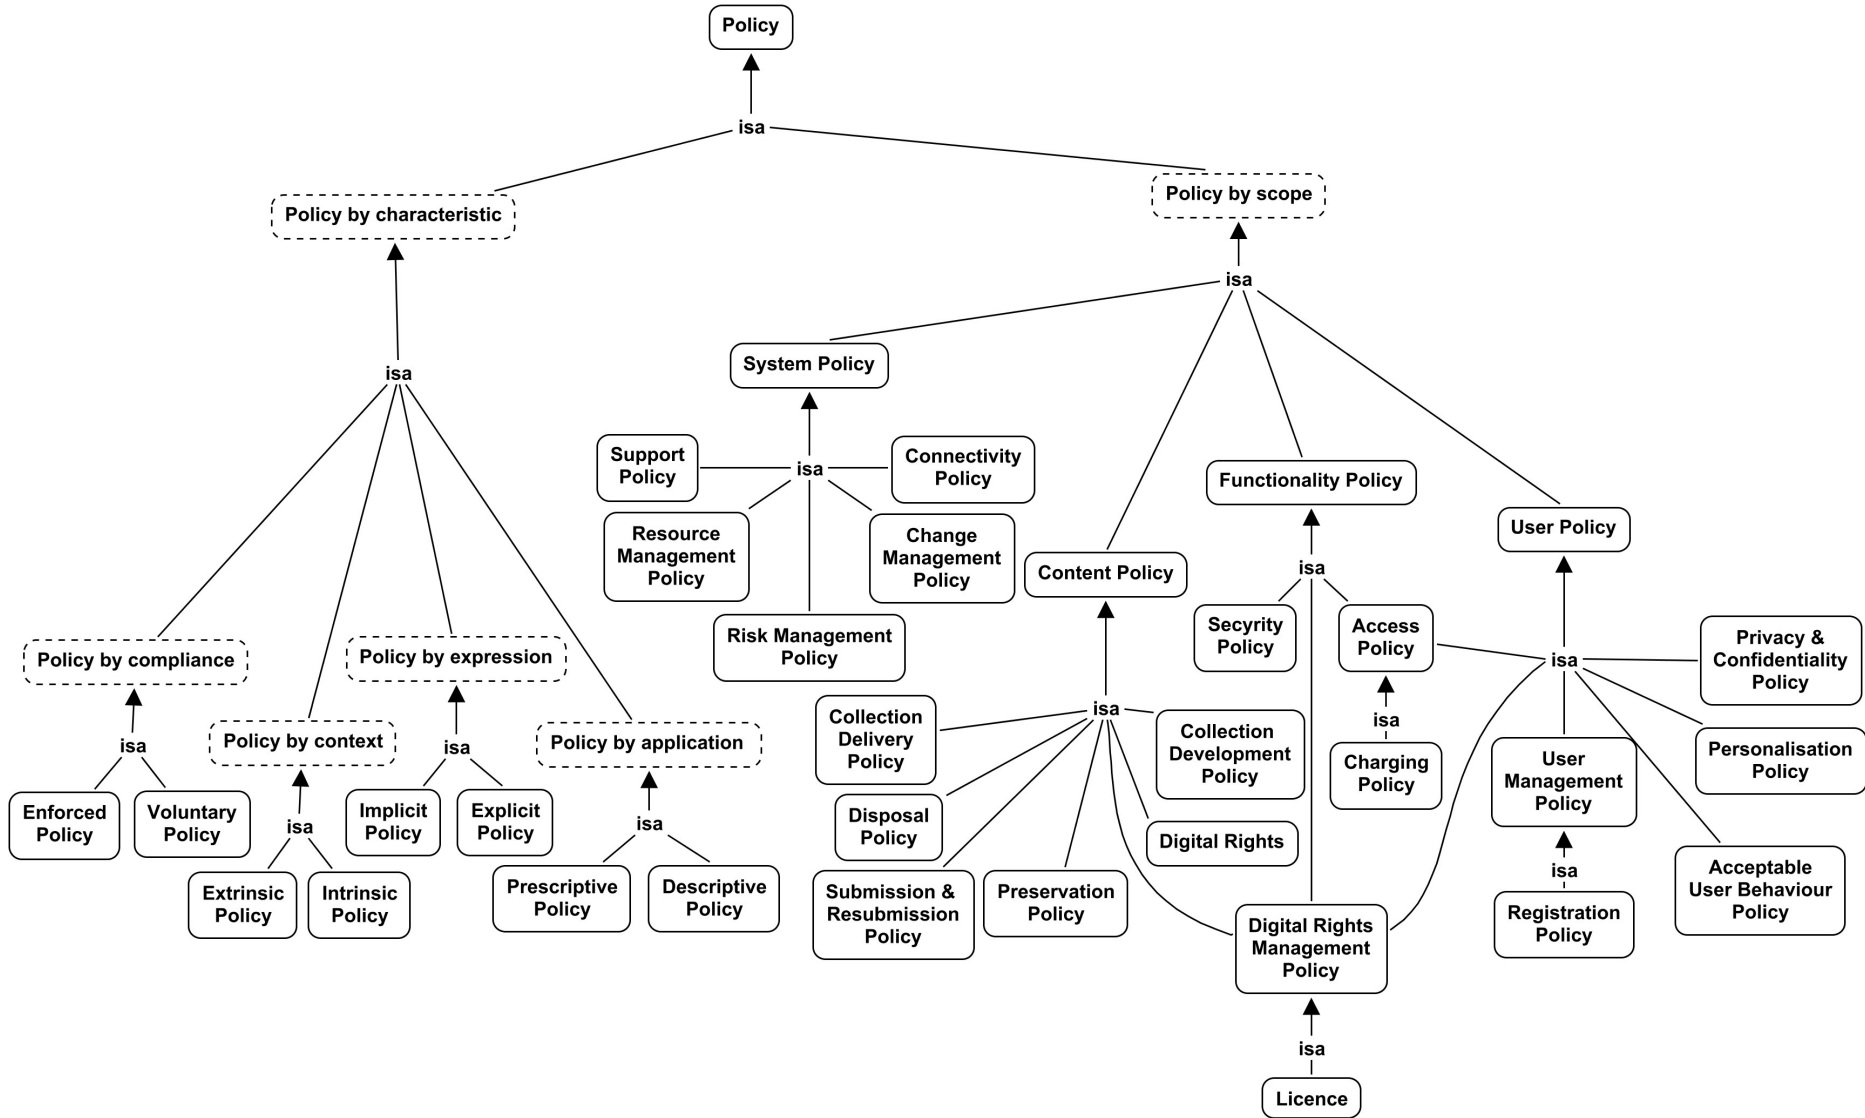 Policy
isa
Policy by characteristic
Policy by scope
isa
isa
System Policy
Support
Policy
isa
Connectivity
Policy
Resource
Management
Policy
Change
Management
Policy
Risk Management
Policy
Functionality Policy
User Policy
Content Policy
isa
Secyrity
Policy
Access
Policy
isa
Charging
Policy
isa
Privacy &
Confidentiality
Policy
Personalisation
Policy
User
Management
Policy
Acceptable
User Behaviour
Policy
isa
Registration
Policy
Policy by compliance
Policy by expression
Policy by context
Policy by application
isa
Enforced
Policy
Voluntary
Policy
isa
Extrinsic
Policy
Intrinsic
Policy
isa
Implicit
Policy
Explicit
Policy
isa
Prescriptive
Policy
Descriptive
Policy
isa
Collection
Delivery
Policy
Collection
Development
Policy
Disposal
Policy
Digital Rights
Submission &
Resubmission
Policy
Preservation
Policy
Digital Rights
Management
Policy
isa
Licence